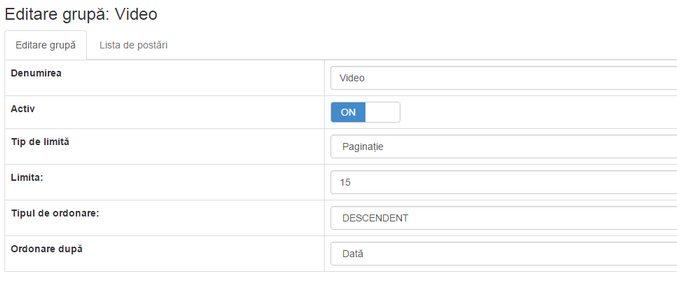 Editare grupă: Video
Editare grupă Lista de postări
Denumirea Video
Activ ON
Tip de limită Paginație
Limita: 15
Tipul de ordonare: DESCENDENT
Ordonare după Dată